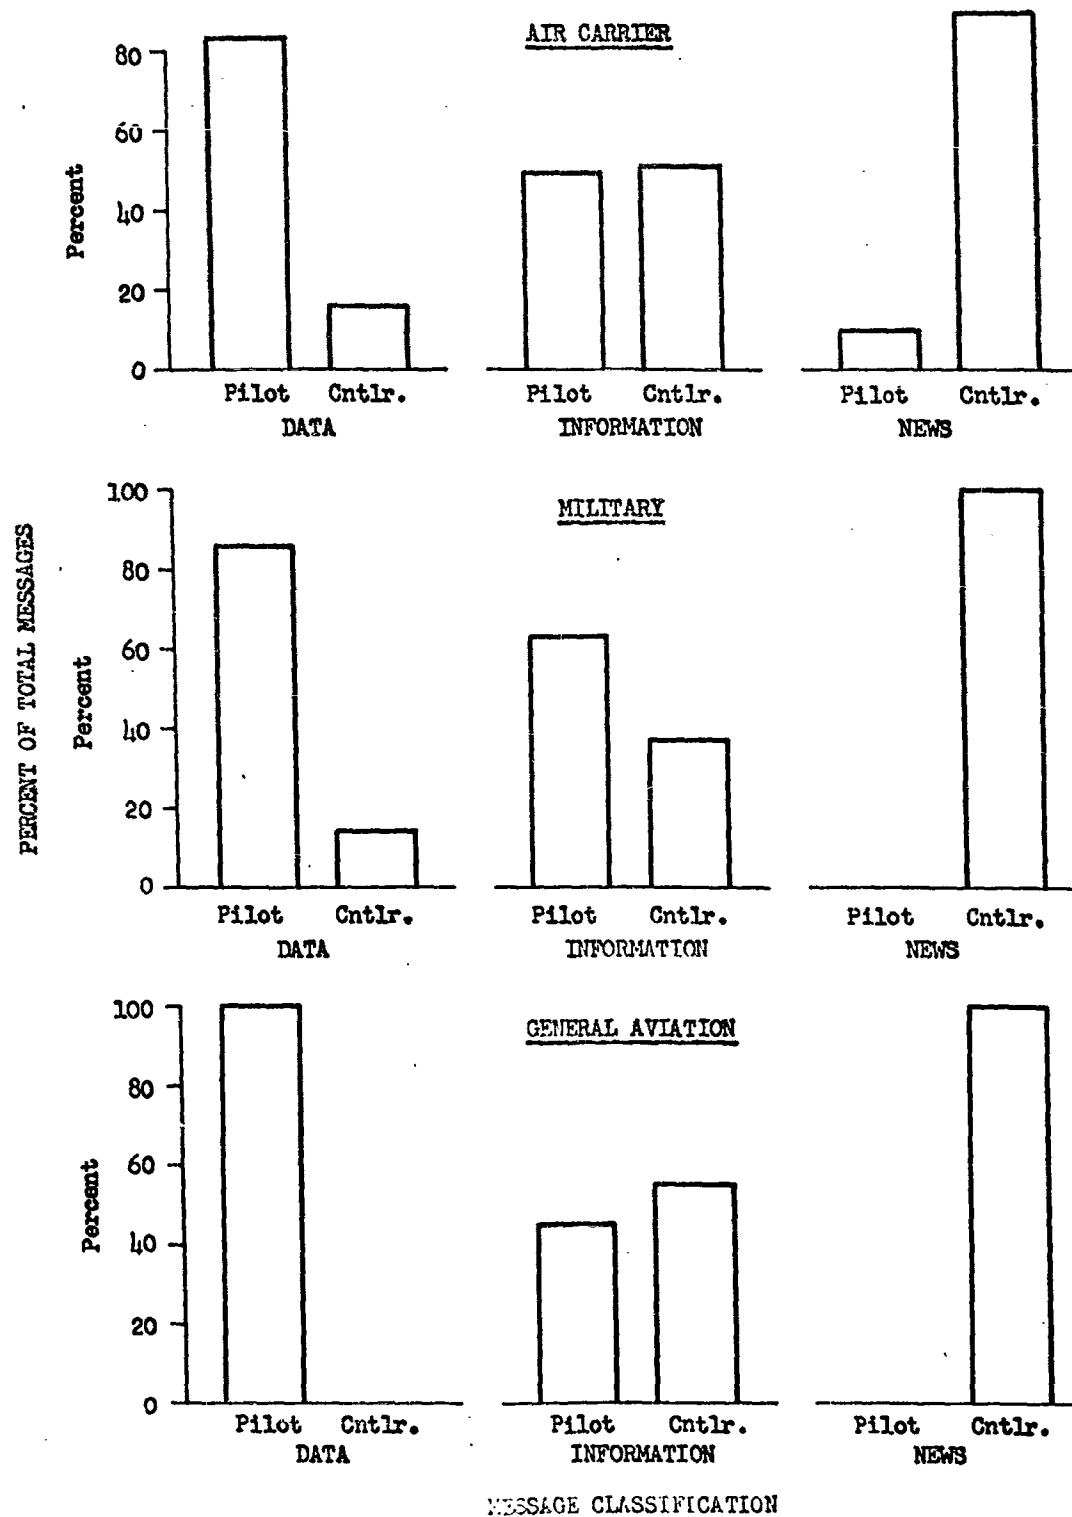 AIR CARRIER
80
60
40
20
0
Percent
Pilot Cntlr. Pilot Cntlr. Pilot Cntlr.
DATA INFORMATION NEWS
PERCENT OF TOTAL MESSAGES
MILITARY
100
80
60
40
20
0
Percent
Pilot Cntlr. Pilot Cntlr. Pilot Cntlr.
DATA INFORMATION NEWS
GENERAL AVIATION
100
80
60
40
20
0
Percent
Pilot Cntlr. Pilot Cntlr. Pilot Cntlr.
DATA INFORMATION NEWS
MESSAGE CLASSIFICATION